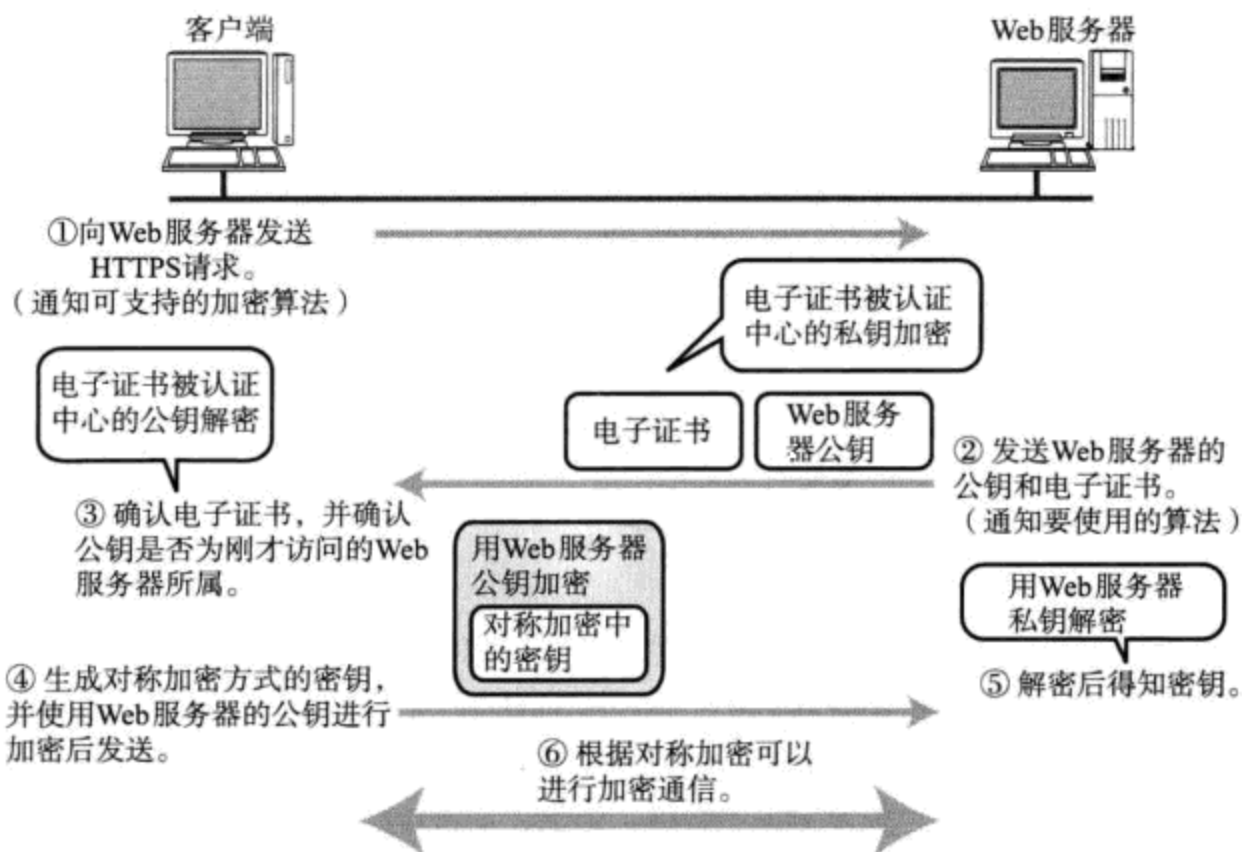 客户端
Web服务器
①向Web服务器发送
HTTPS请求。
（通知可支持的加密算法）
电子证书被认证
中心的私钥加密
电子证书被认证
中心的公钥解密
电子证书
Web服务
器公钥
② 发送Web服务器的
公钥和电子证书。
（通知要使用的算法）
③ 确认电子证书，并确认
公钥是否为刚才访问的Web
服务器所属。
用Web服务器
公钥加密
对称加密中
的密钥
用Web服务器
私钥解密
④ 生成对称加密方式的密钥，
并使用Web服务器的公钥进行
加密后发送。
⑤ 解密后得知密钥。
⑥ 根据对称加密可以
进行加密通信。